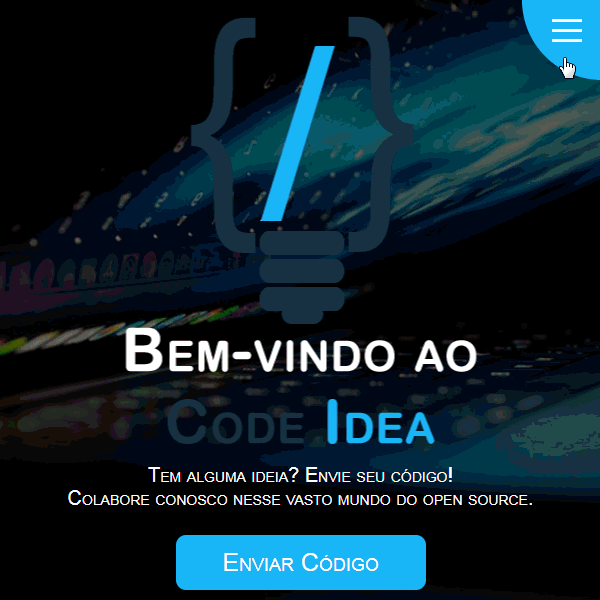 Bem-vindo ao
Code Idea
Tem alguma ideia? Envie seu código!
Colabore conosco nesse vasto mundo do open source.
Enviar Código